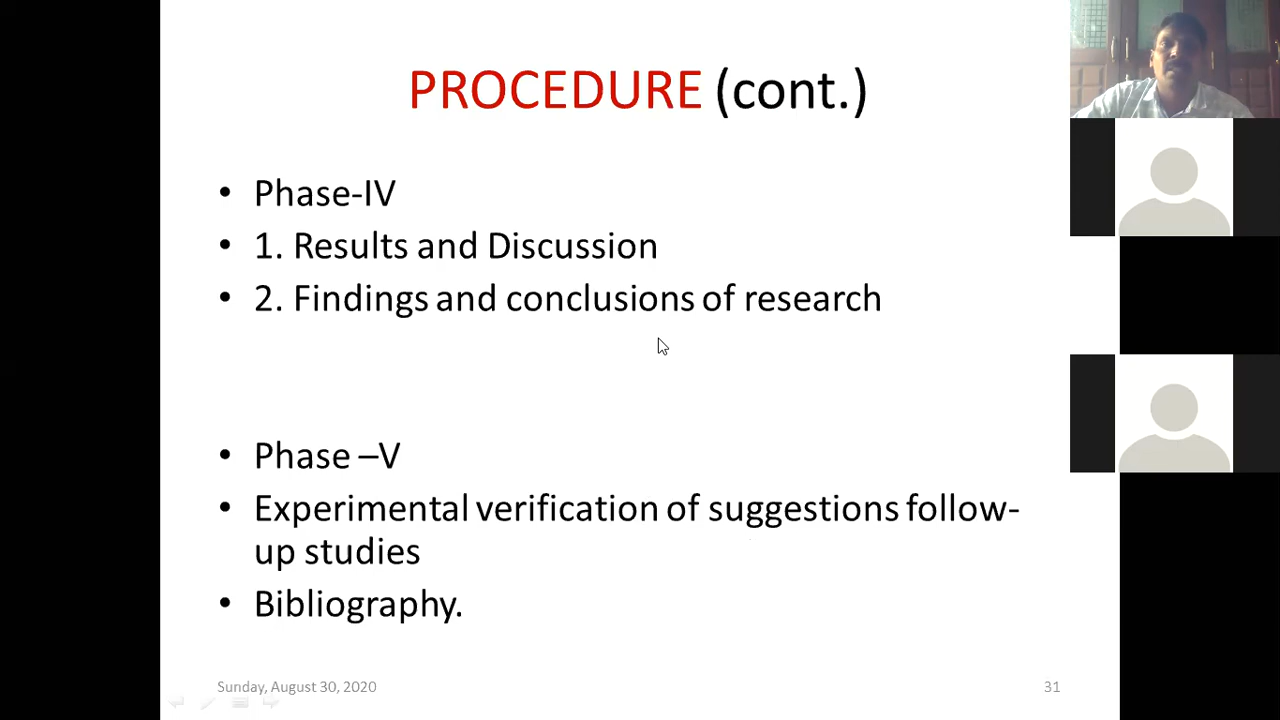 PROCEDURE (cont.)
• Phase-IV
• 1. Results and Discussion
• 2. Findings and conclusions of research
• Phase –V
• Experimental verification of suggestions follow-
up studies
• Bibliography.
Sunday, August 30, 2020
31